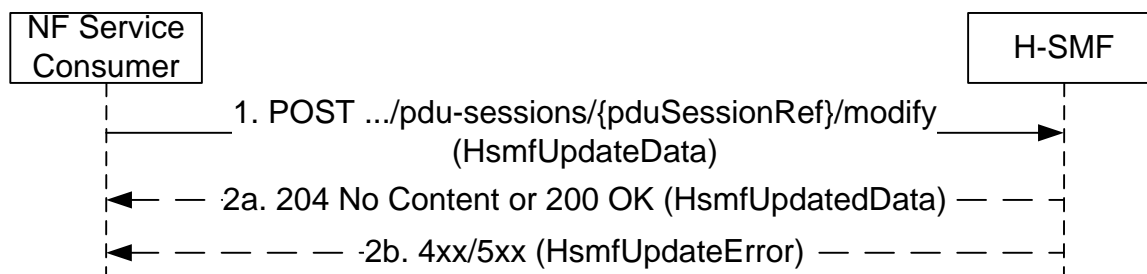 NF Service
Consumer
H-SMF
1. POST .../pdu-sessions/{pduSessionRef}/modify
(HsmfUpdateData)
2a. 204 No Content or 200 OK (HsmfUpdatedData)
2b. 4xx/5xx (HsmfUpdateError)